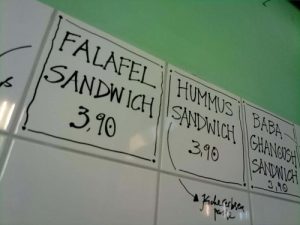 FALAFEL
SANDWICH
3,90
HUMMUS
SANDWICH
3,90
BABA
GHANOUSH
SANDWICH
3,90